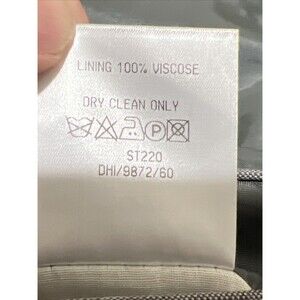 LINING 100% VISCOSE
DRY CLEAN ONLY
P
ST220
DHI/9872/60